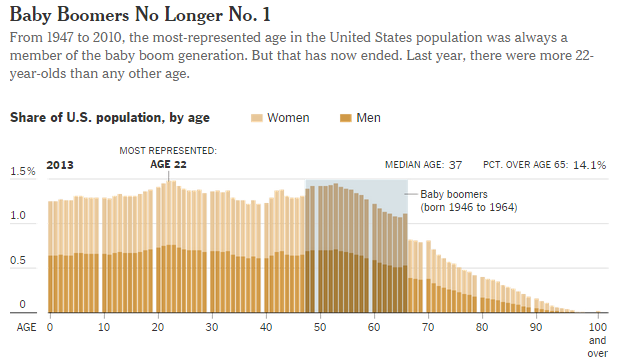 Baby Boomers No Longer No. 1
From 1947 to 2010, the most-represented age in the United States population was always a
member of the baby boom generation. But that has now ended. Last year, there were more 22-
year-olds than any other age.
Share of U.S. population, by age
Women
Men
MOST REPRESENTED:
AGE 22
2013
MEDIAN AGE: 37
PCT. OVER AGE 65: 14.1%
1.5%
Baby boomers
(born 1946 to 1964)
1.0
0.5
0
AGE 0 10 20 30 40 50 60 70 80 90 100
and
over